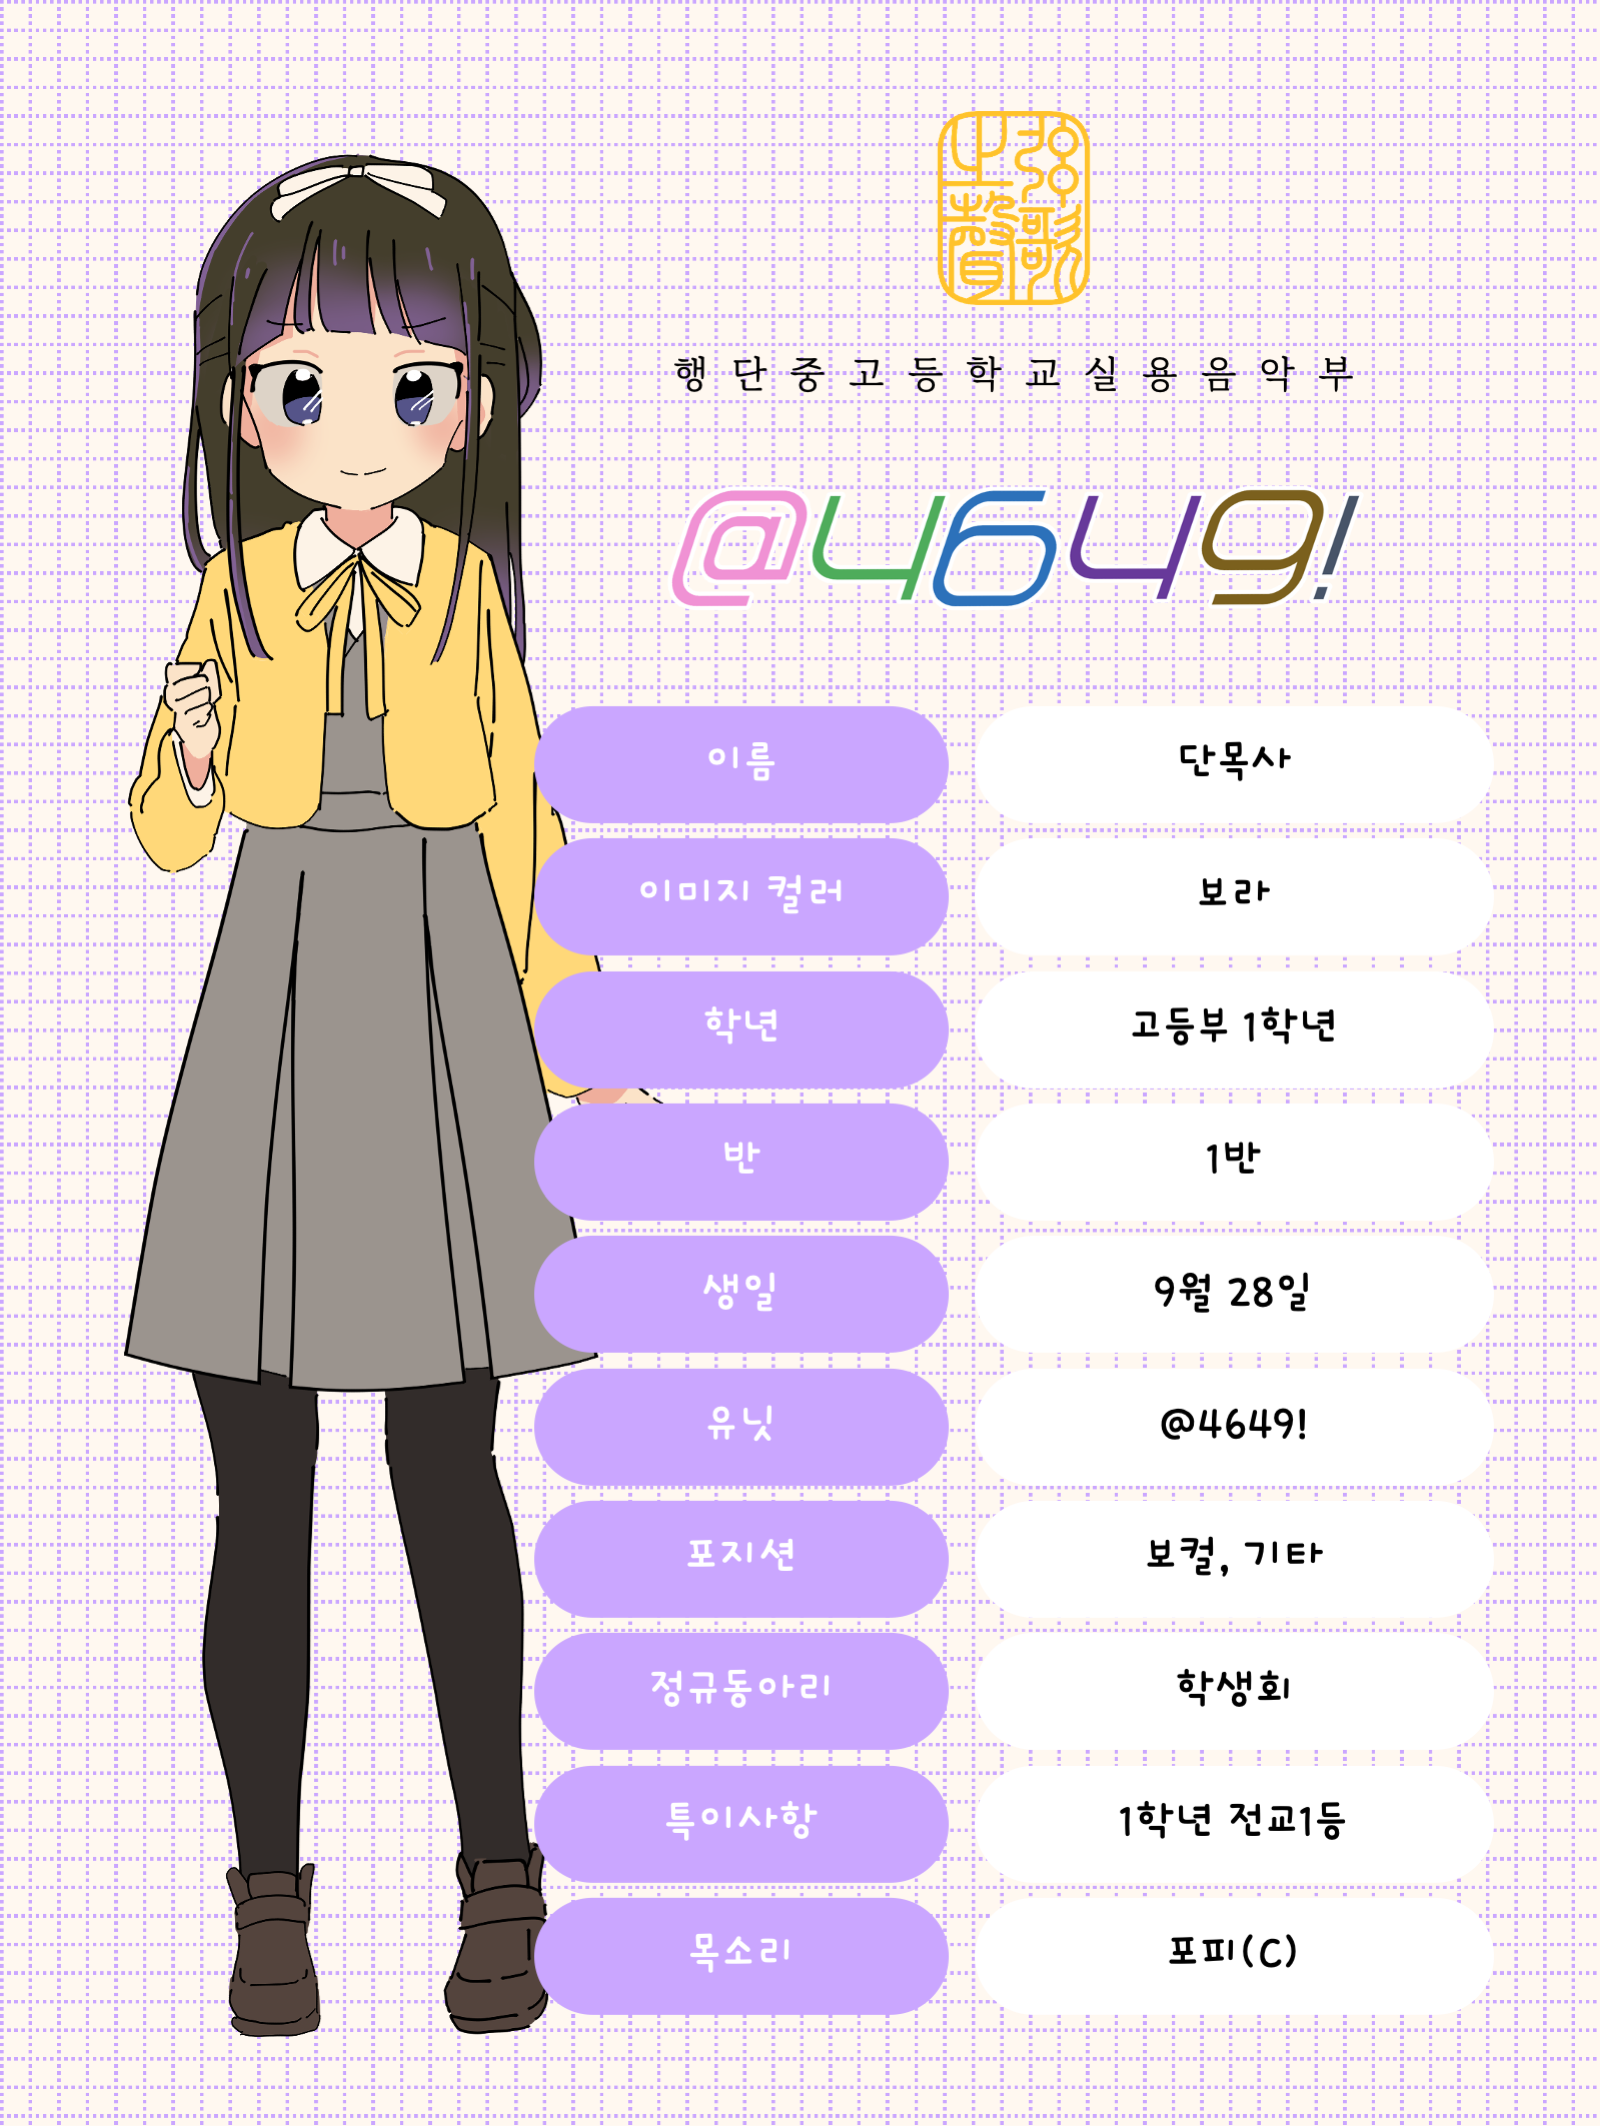 행단중고등학교실용음악부
@4649!
이름 단목사
이미지 컬러 보라
학년 고등부 1학년
반 1반
생일 9월 28일
유닛 @4649!
포지션 보컬, 기타
정규동아리 학생회
특이사항 1학년 전교1등
목소리 포피(C)